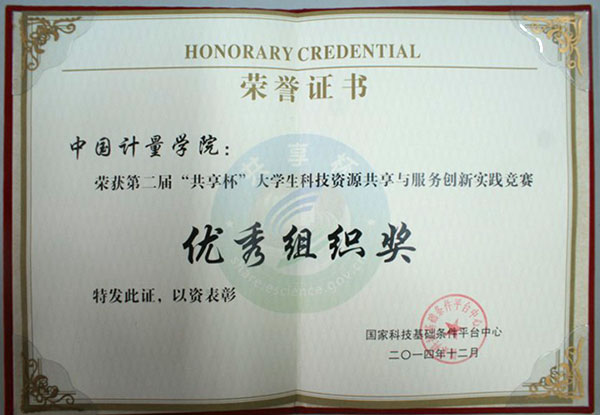 HONORARY CREDENTIAL
荣誉证书
中国计量学院：
荣获第二届“共享杯”大学生科技资源共享与服务创新实践竞赛
优秀组织奖
特发此证，以资表彰
国家科技基础条件平台中心
二〇一四年十二月